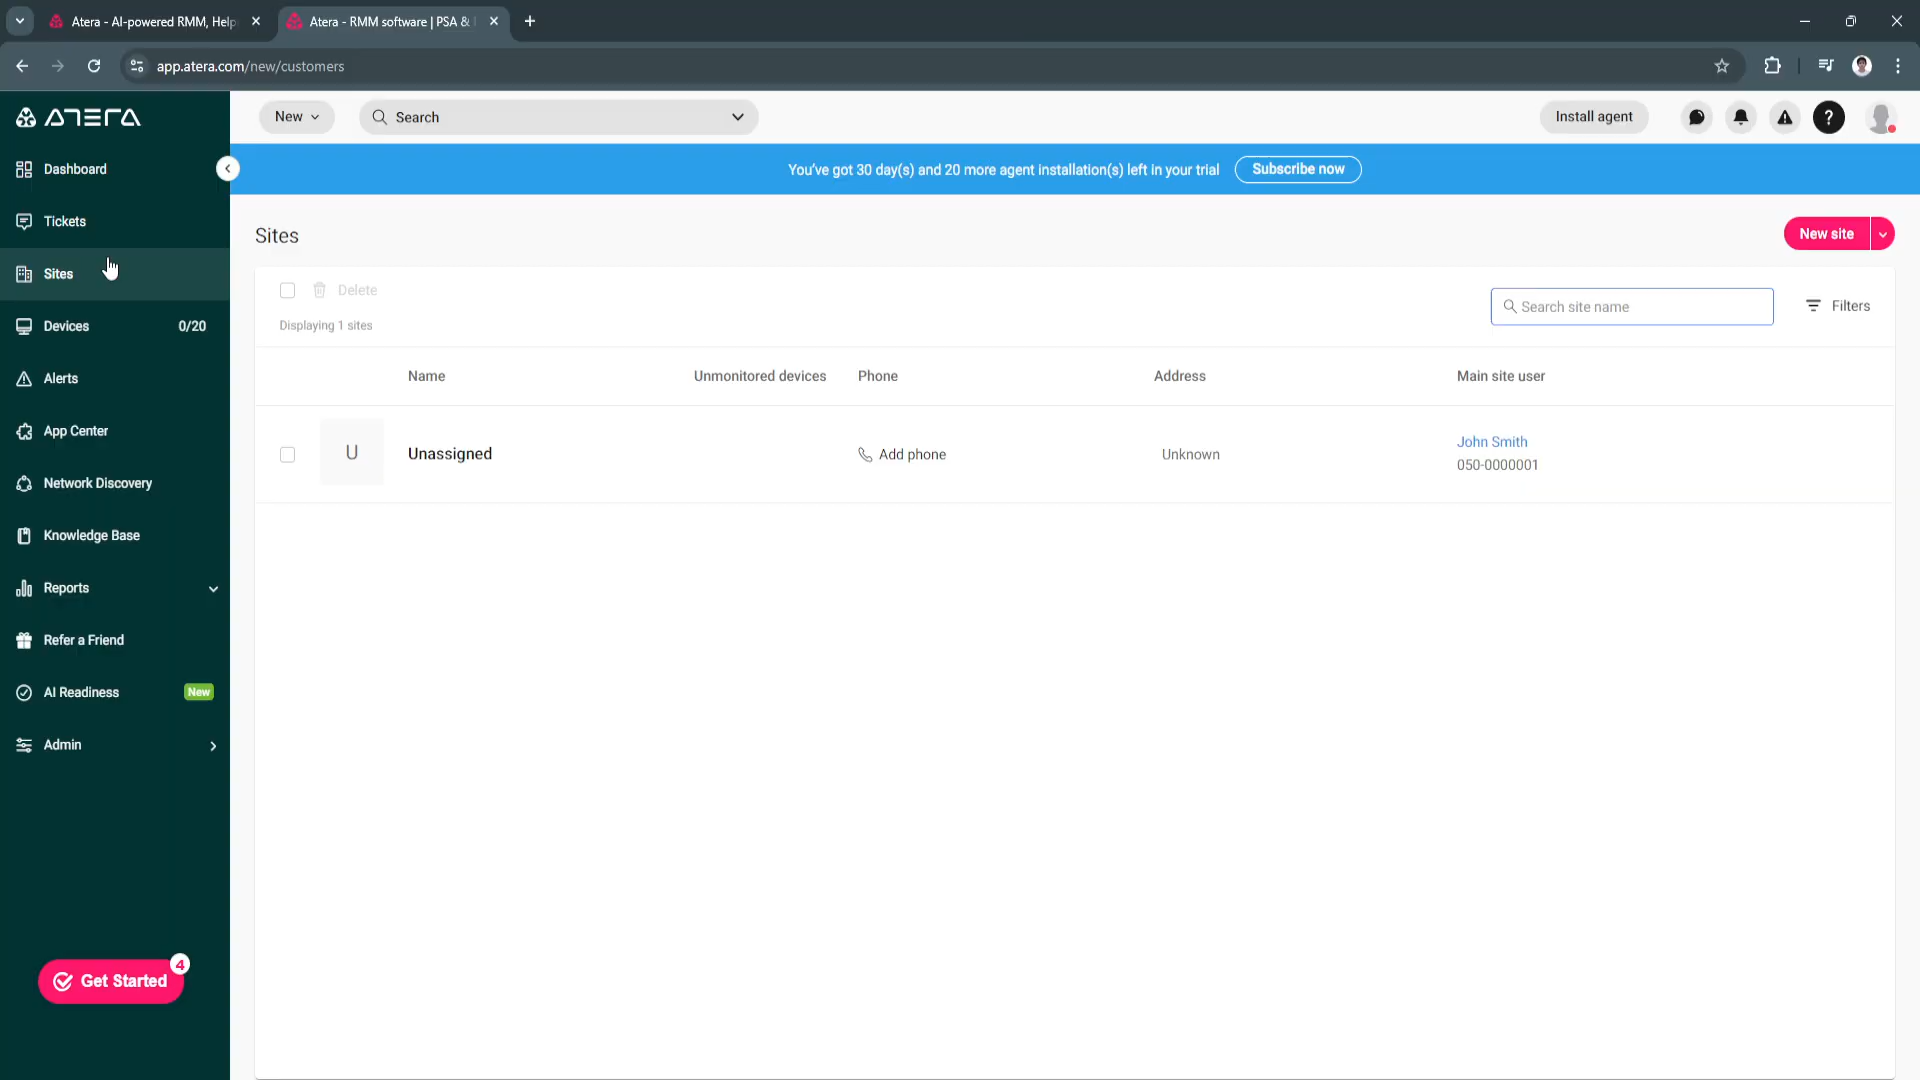 Atera - AI-powered RMM, Help
Atera - RMM software | PSA &
app.atera.com/new/customers
ATERA
New
Search
Install agent
?
Dashboard
You've got 30 day(s) and 20 more agent installation(s) left in your trial
Subscribe now
Tickets
Sites
Devices
0/20
Alerts
App Center
Network Discovery
Knowledge Base
Reports
Refer a Friend
AI Readiness
New
Admin
Get Started
4
Sites
New site
Delete
Displaying 1 sites
Search site name
Filters
Name
Unmonitored devices
Phone
Address
Main site user
U
Unassigned
Add phone
Unknown
John Smith
050-0000001